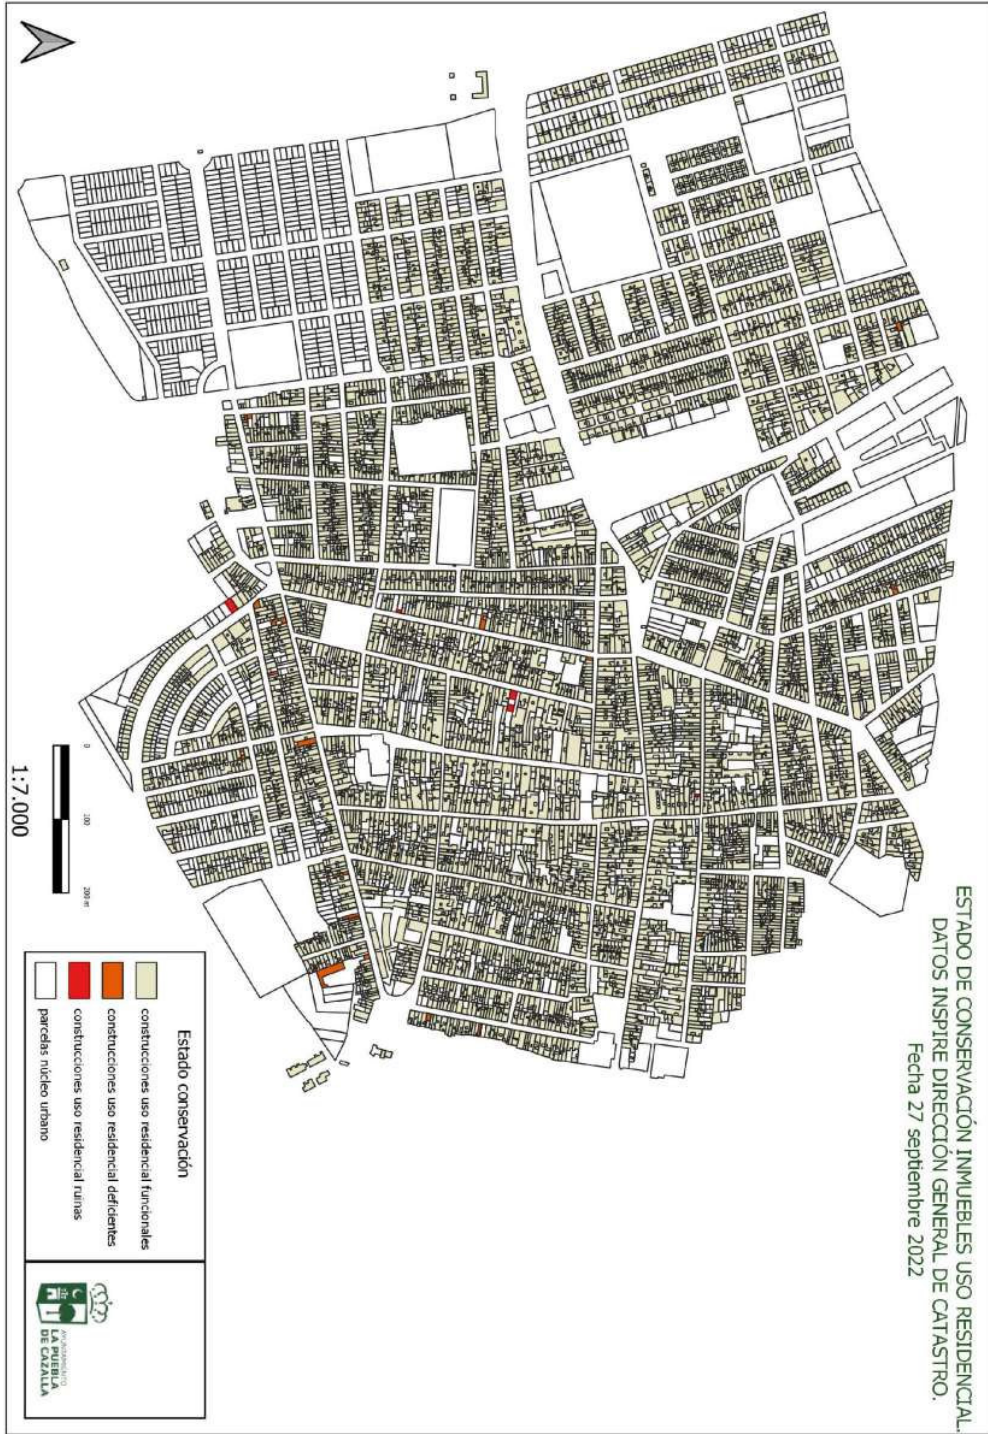 ESTADO DE CONSERVACIÓN INMUEBLES USO RESIDENCIAL.
DATOS INSPIRE DIRECCIÓN GENERAL DE CATASTRO.
Fecha 27 septiembre 2022
Estado conservación
construcciones uso residencial funcionales
construcciones uso residencial deficientes
construcciones uso residencial ruinas
parcelas núcleo urbano
AYUNTAMIENTO
LA PUEBLA
DE CAZALLA
0 100 200 m
1:7.000